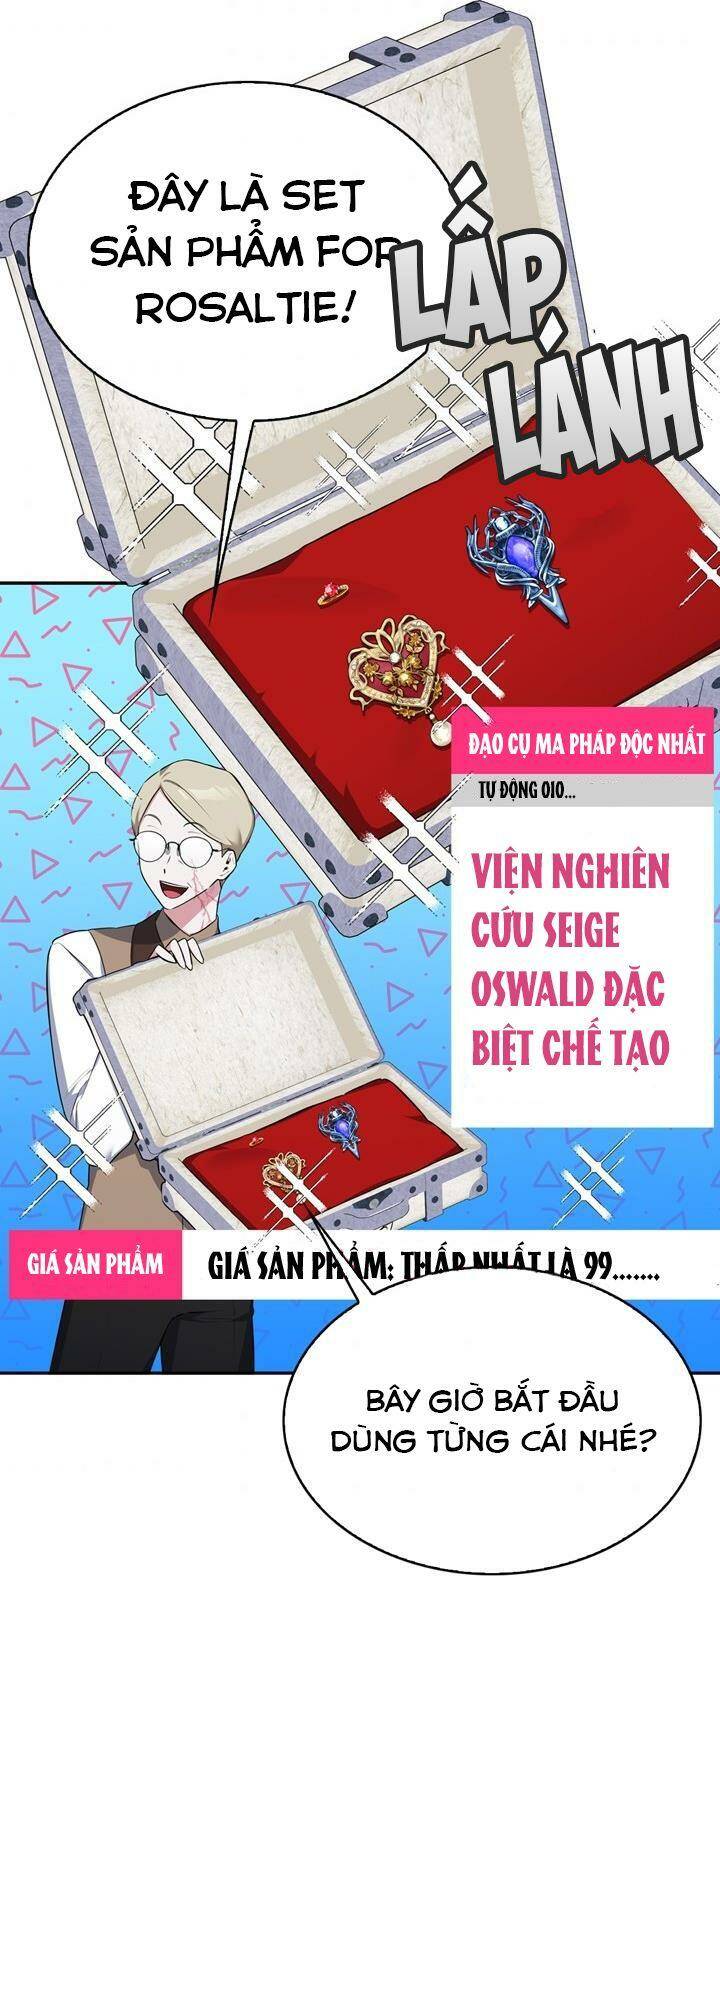 ĐÂY LÀ SET
SẢN PHẨM FOR
ROSALTIE!
LẤP
LÁNH
ĐẠO CỤ MA PHÁP ĐỘC NHẤT
TỰ ĐỘNG 010...
VIỆN NGHIÊN
CỨU SEIGE
OSWALD ĐẶC
BIỆT CHẾ TẠO
GIÁ SẢN PHẨM
GIÁ SẢN PHẨM: THẤP NHẤT LÀ 99.......
BÂY GIỜ BẮT ĐẦU
DÙNG TỪNG CÁI NHÉ?